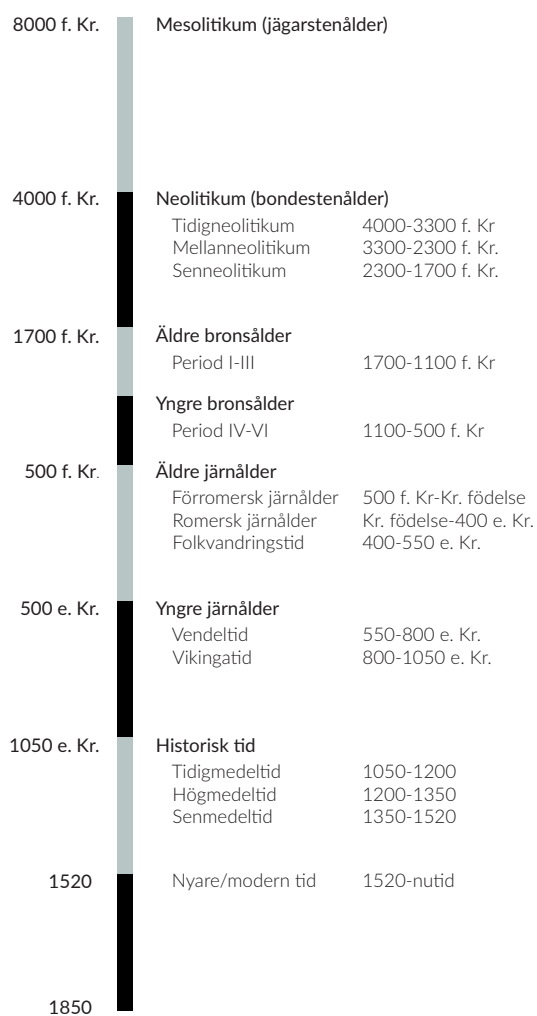 8000 f. Kr. Mesolitikum (jägarstenålder)
4000 f. Kr. Neolitikum (bondestenålder)
Tidigneolitikum 4000-3300 f. Kr
Mellanneolitikum 3300-2300 f. Kr.
Senneolitikum 2300-1700 f. Kr.
1700 f. Kr. Äldre bronsålder
Period I-III 1700-1100 f. Kr
Yngre bronsålder
Period IV-VI 1100-500 f. Kr
500 f. Kr. Äldre järnålder
Förromersk järnålder 500 f. Kr-Kr. födelse
Romersk järnålder Kr. födelse-400 e. Kr.
Folkvandringstid 400-550 e. Kr.
500 e. Kr. Yngre järnålder
Vendeltid 550-800 e. Kr.
Vikingatid 800-1050 e. Kr.
1050 e. Kr. Historisk tid
Tidigmedeltid 1050-1200
Högmedeltid 1200-1350
Senmedeltid 1350-1520
1520 Nyare/modern tid 1520-nutid
1850